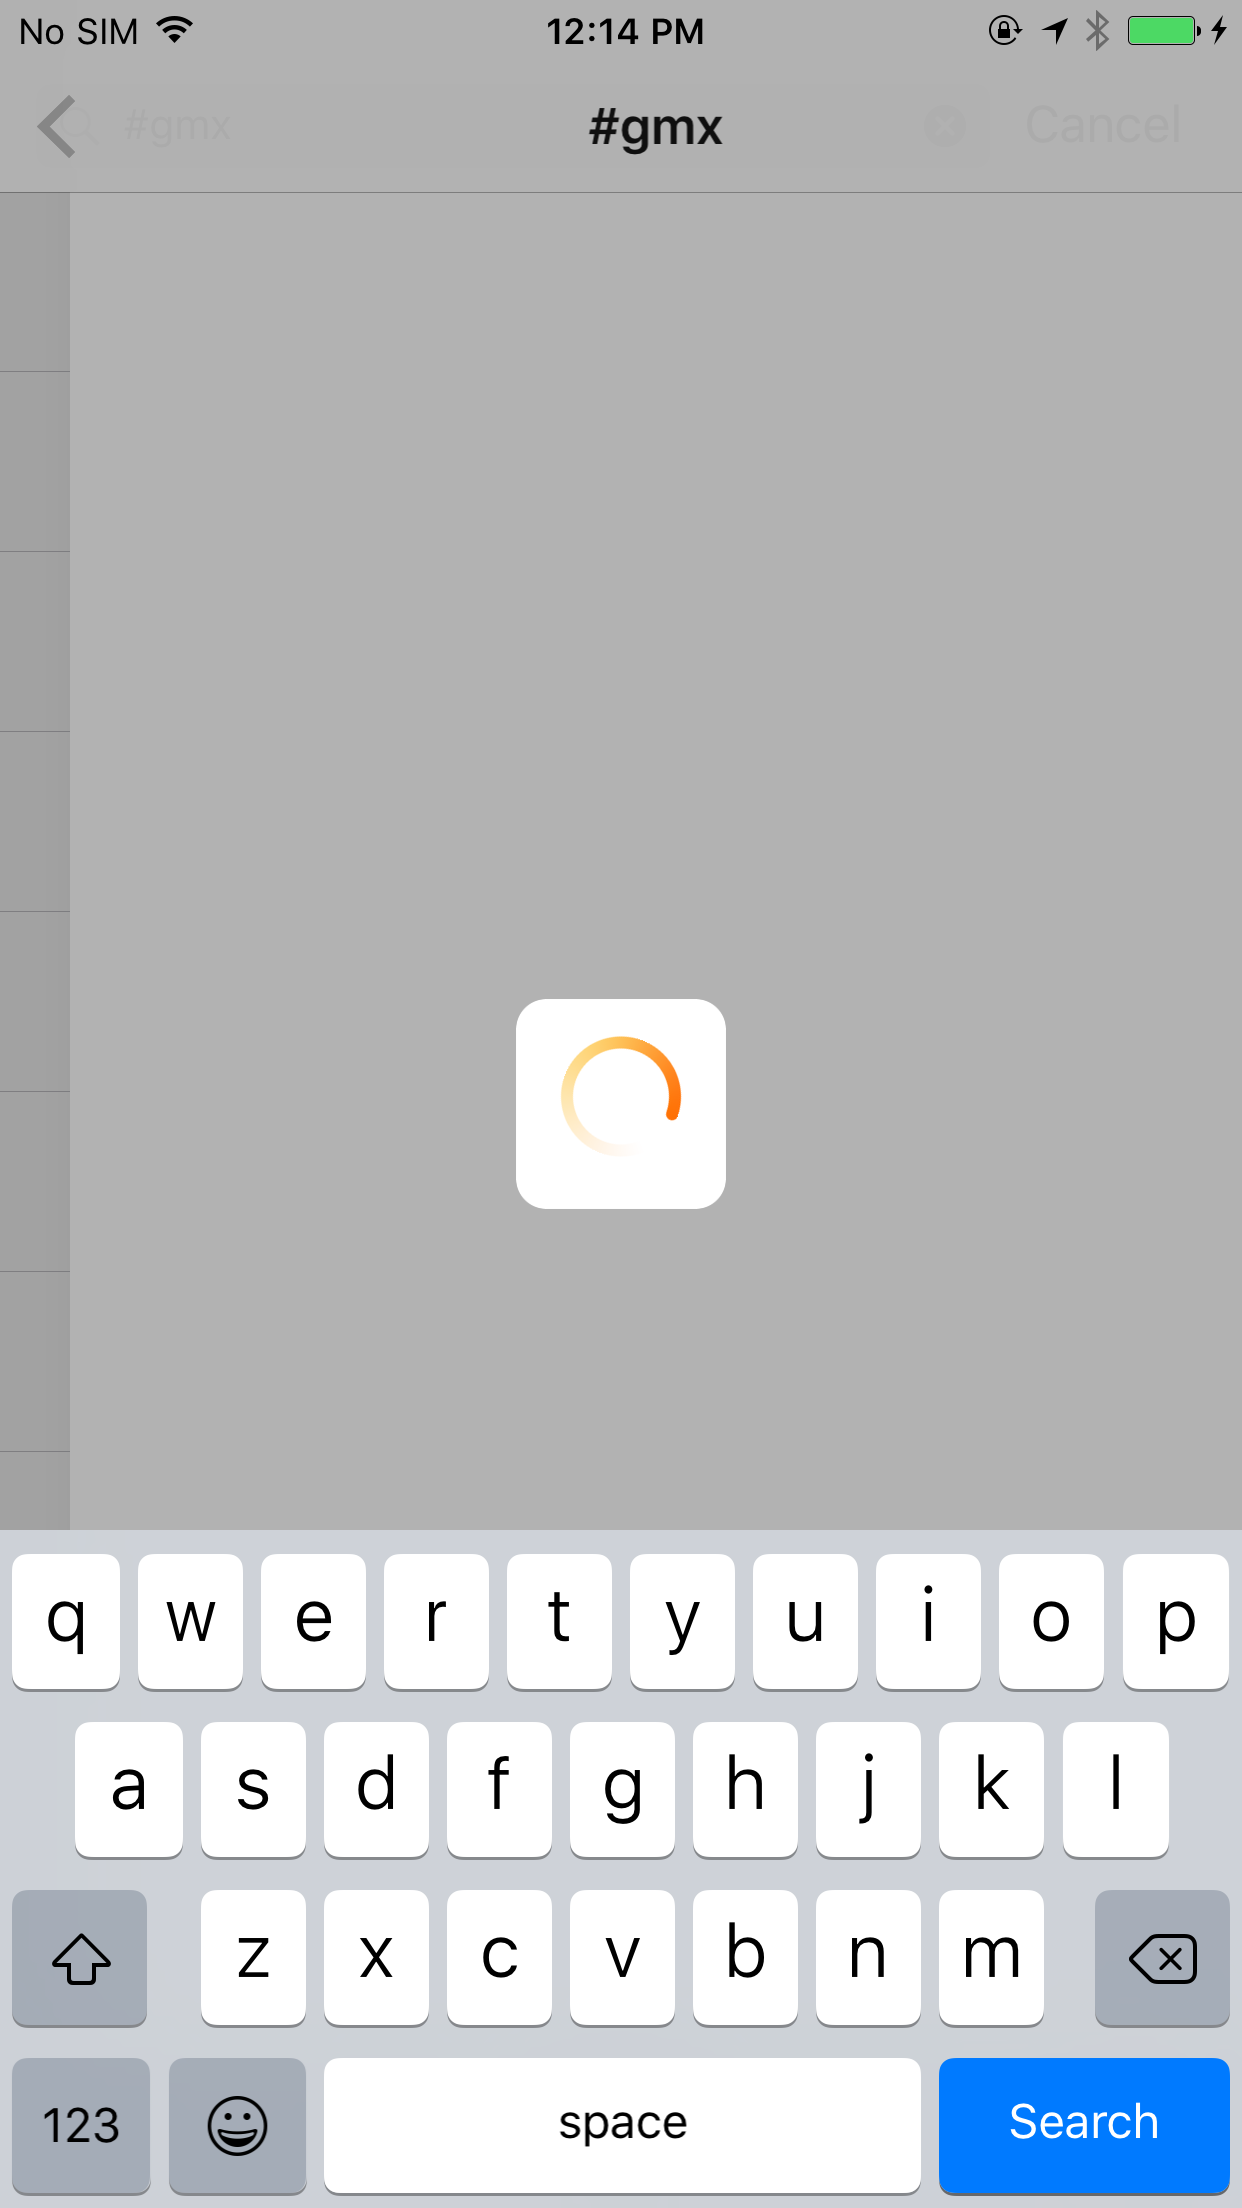 No SIM 12:14 PM
#gmx #gmx Cancel
q w e r t y u i o p
a s d f g h j k l
z x c v b n m
123 space Search